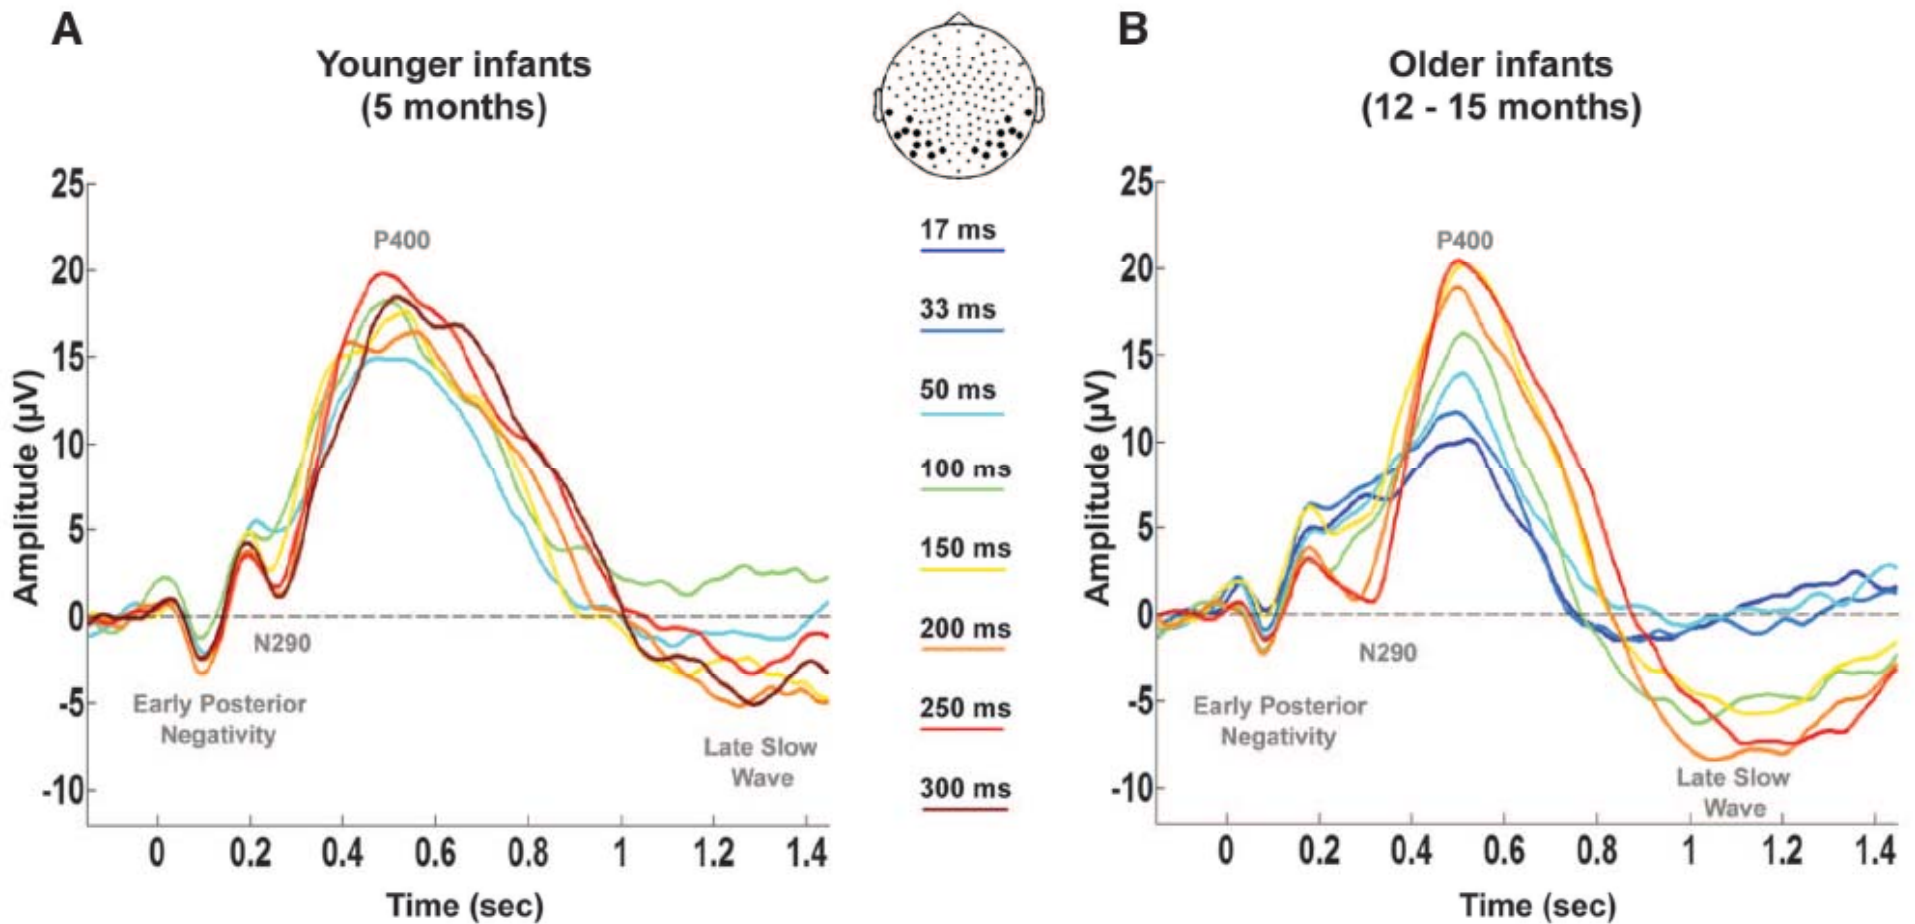 A
Younger infants
(5 months)
B
Older infants
(12 - 15 months)
25
20
15
10
5
0
-5
-10
Amplitude (µV)
P400
N290
Early Posterior
Negativity
Late Slow
Wave
0 0.2 0.4 0.6 0.8 1 1.2 1.4
Time (sec)
17 ms
33 ms
50 ms
100 ms
150 ms
200 ms
250 ms
300 ms
25
20
15
10
5
0
-5
-10
Amplitude (µV)
P400
N290
Early Posterior
Negativity
Late Slow
Wave
0 0.2 0.4 0.6 0.8 1 1.2 1.4
Time (sec)